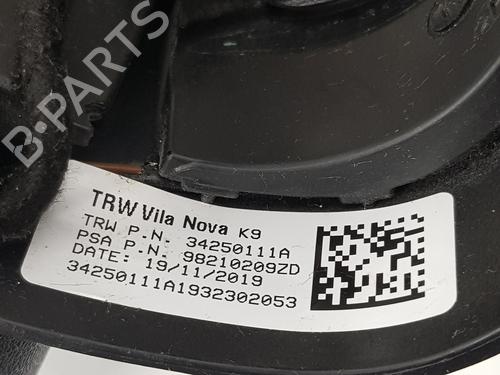 B-PARTS
TRW Vila Nova K9
TRW P.N: 34250111A
PSA P.N: 98210209ZD
DATE: 19/11/2019
34250111A1932302053